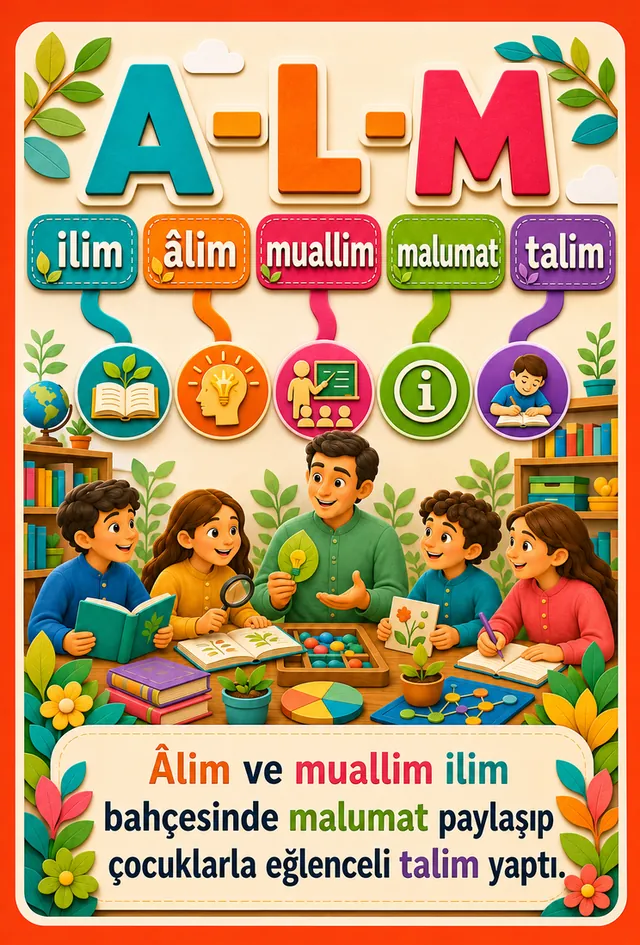 A-L-M
ilim âlim muallim malumat talim
i
Âlim ve muallim ilim
bahçesinde malumat paylaşıp
çocuklarla eğlenceli talim yaptı.